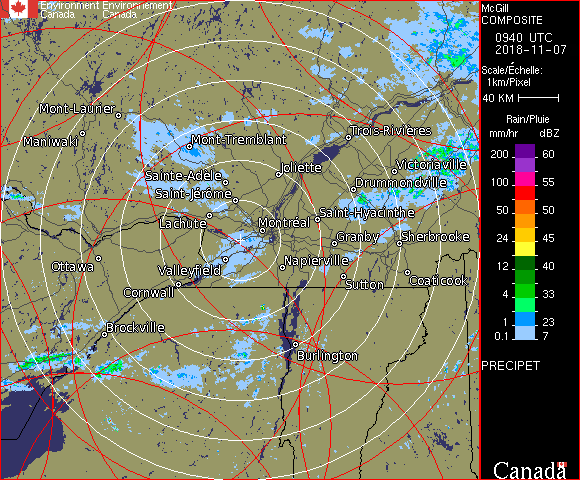 Environment Environnement
Canada Canada
McGill
COMPOSITE
0940 UTC
2018-11-07
Scale/Échelle:
1km/Pixel
40 KM
Rain/Pluie
mm/hr dBZ
200 60
150 57
100 55
50 50
24 45
12 40
4 33
1 23
0.1 7
PRECIPET
Canada
Mont-Laurier
Maniwaki
Mont-Tremblant
Trois-Rivières
Joliette
Victoriaville
Sainte-Adèle
Drummondville
Saint-Jérôme
Lachute
Saint-Hyacinthe
Montréal
Granby
Sherbrooke
Ottawa
Valleyfield
Napierville
Cornwall
Sutton
Coaticook
Brockville
Burlington